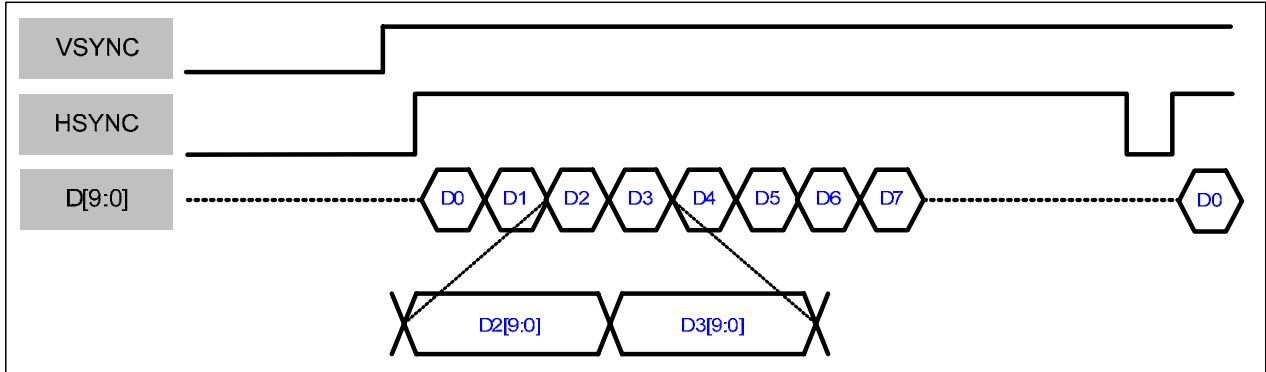 VSYNC
HSYNC
D[9:0]
D0 D1 D2 D3 D4 D5 D6 D7 D0
D2[9:0] D3[9:0]